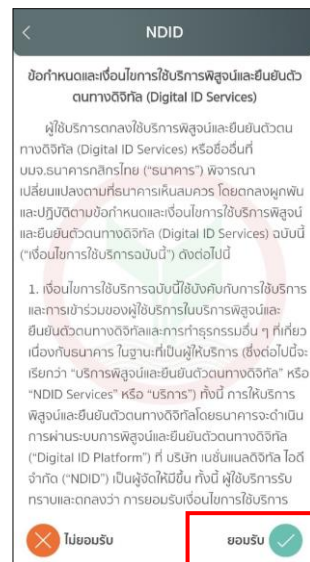 NDID
ข้อกำหนดและเงื่อนไขการใช้บริการพิสูจน์และยืนยันตัว
ตนทางดิจิทัล (Digital ID Services)
ผู้ใช้บริการตกลงใช้บริการพิสูจน์และยืนยันตัวตน
ทางดิจิทัล (Digital ID Services) หรือชื่ออื่นที่
บมจ.ธนาคารกสิกรไทย ("ธนาคาร") พิจารณา
เปลี่ยนแปลงตามที่ธนาคารเห็นสมควร โดยตกลงผูกพัน
และปฏิบัติตามข้อกำหนดและเงื่อนไขการใช้บริการพิสูจน์
และยืนยันตัวตนทางดิจิทัล (Digital ID Services) ฉบับนี้
("เงื่อนไขการใช้บริการฉบับนี้") ดังต่อไปนี้
1. เงื่อนไขการใช้บริการฉบับนี้ใช้บังคับกับการใช้บริการ
และการเข้าร่วมของผู้ใช้บริการในบริการพิสูจน์และ
ยืนยันตัวตนทางดิจิทัลและการทำธุรกรรมอื่น ๆ ที่เกี่ยว
เนื่องกับธนาคาร ในฐานะที่เป็นผู้ให้บริการ (ซึ่งต่อไปนี้จะ
เรียกว่า "บริการพิสูจน์และยืนยันตัวตนทางดิจิทัล" หรือ
"NDID Services" หรือ "บริการ") ทั้งนี้ การให้บริการ
พิสูจน์และยืนยันตัวตนทางดิจิทัลโดยธนาคารจะดำเนิน
การผ่านระบบการพิสูจน์และยืนยันตัวตนทางดิจิทัล
("Digital ID Platform") ที่ บริษัท เนชั่นแนลดิจิทัล ไอดี
จำกัด ("NDID") เป็นผู้จัดให้มีขึ้น ทั้งนี้ ผู้ใช้บริการรับ
ทราบและตกลงว่า การยอมรับเงื่อนไขการใช้บริการ
ไม่ยอมรับ ยอมรับ